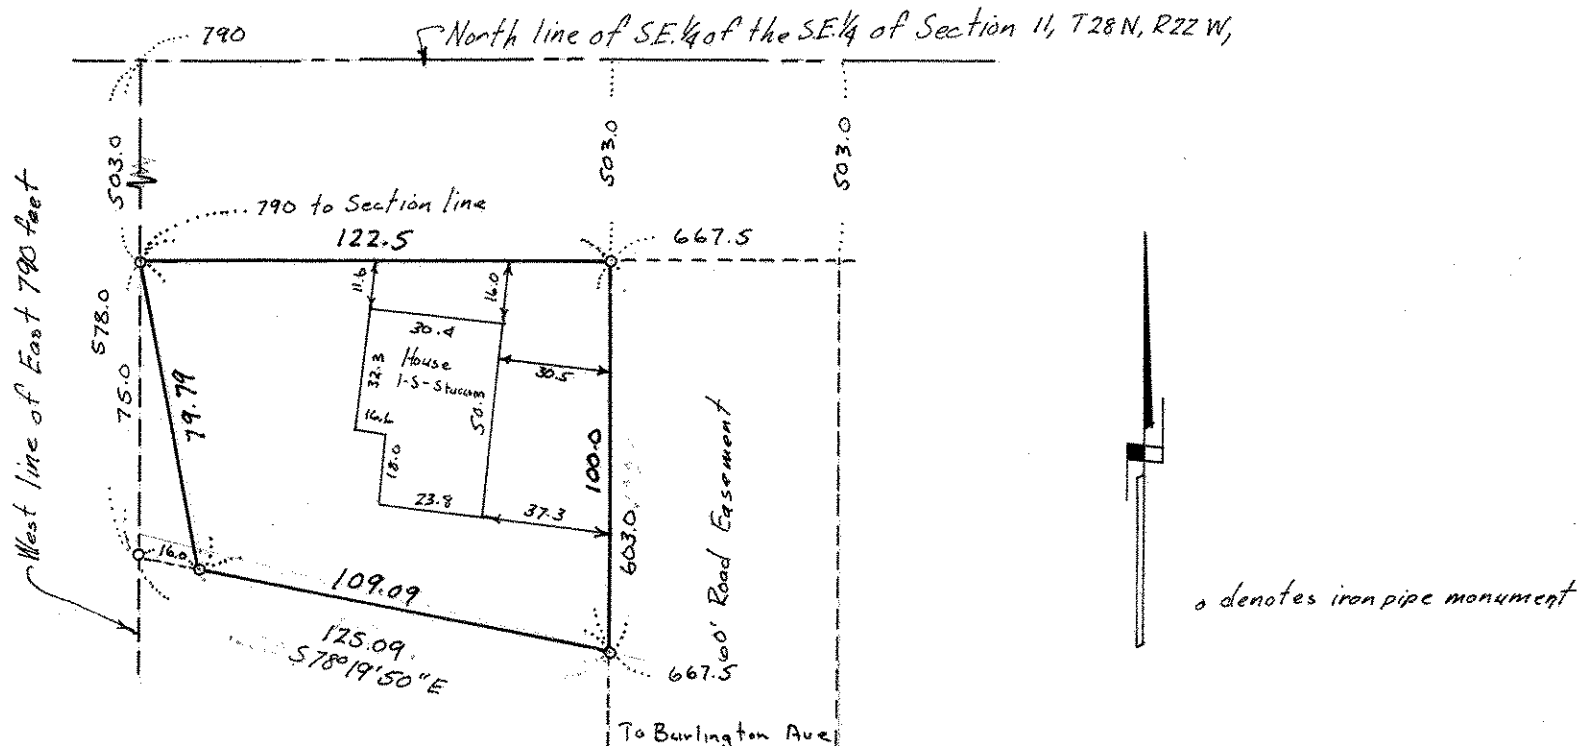 790
North line of S.E.¼ of the S.E.¼ of Section 11, T28N, R22W,
503.0
503.0
503.0
West line of East 790 feet
790 to Section line
122.5
667.5
11.6
16.0
30.4
578.0
75.0
79.79
32.3
House
1-S-Stucco
30.5
50.3
16.6
18.0
100.0
23.8
37.3
603.0
60' Road Easement
16.0
109.09
125.09
S78°19'50"E
667.5
o denotes iron pipe monument
To Burlington Ave